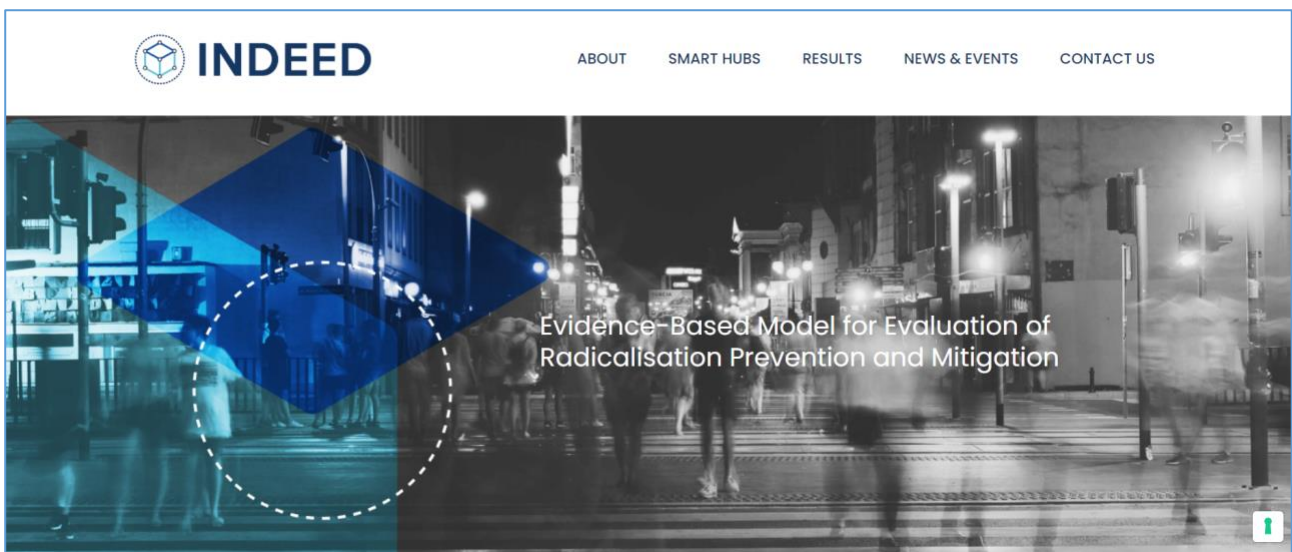 INDEED
ABOUT SMART HUBS RESULTS NEWS & EVENTS CONTACT US
Evidence-Based Model for Evaluation of
Radicalisation Prevention and Mitigation